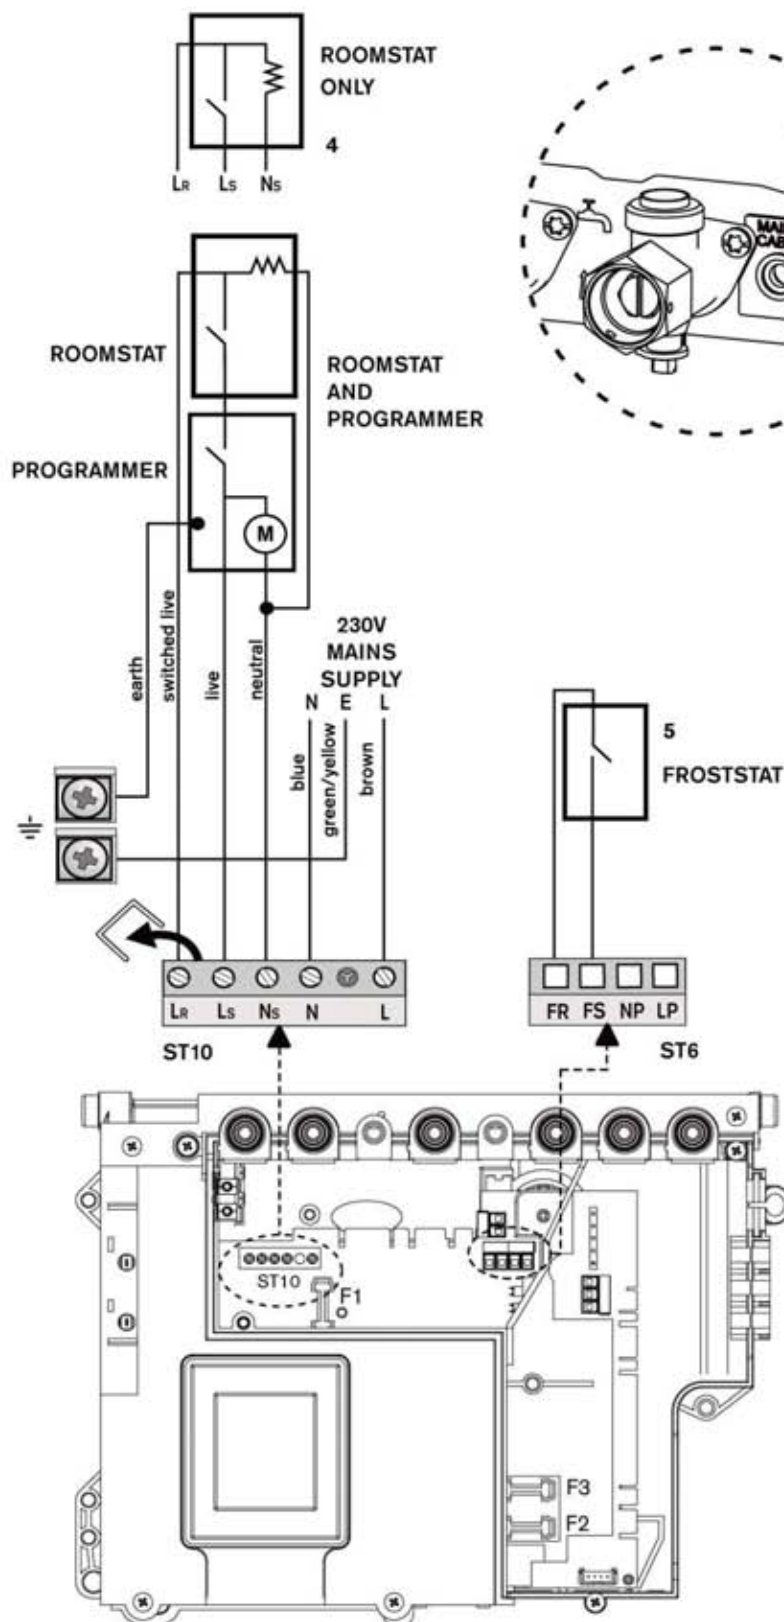 ROOMSTAT
ONLY
4
LR LS NS
ROOMSTAT
ROOMSTAT
AND
PROGRAMMER
PROGRAMMER
M
earth
switched live
live
neutral
230V
MAINS
SUPPLY
N E L
blue
green/yellow
brown
5
FROSTSTAT
LR LS NS N L
ST10
FR FS NP LP
ST6
ST10
F1
F3
F2